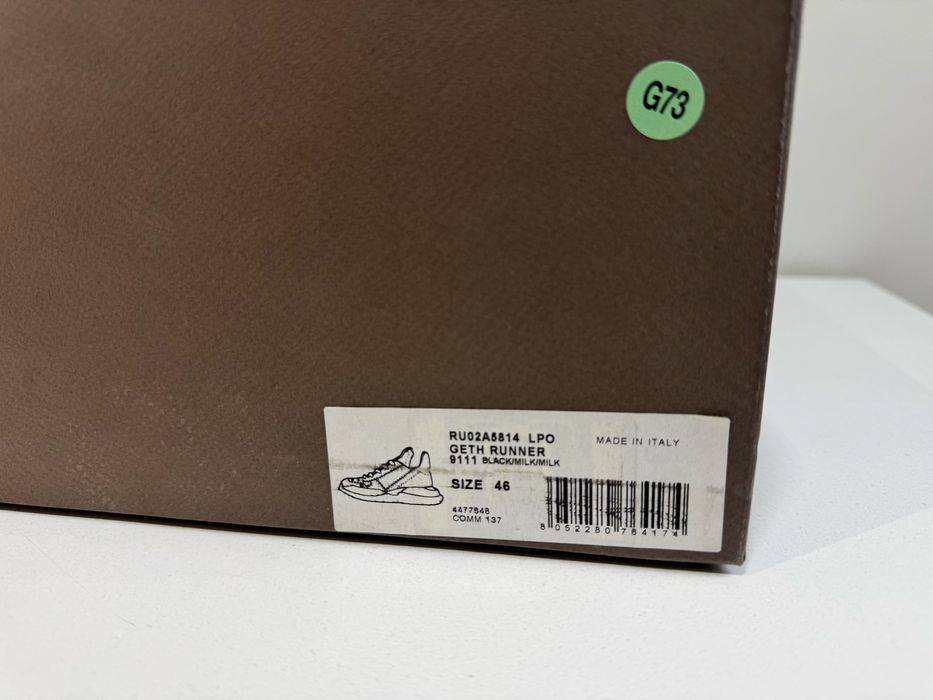 G73
RU02A5814 LPO
MADE IN ITALY
GETH RUNNER
9111 BLACK/MILK/MILK
SIZE 46
4477848
COMM 137
8 052280 764174